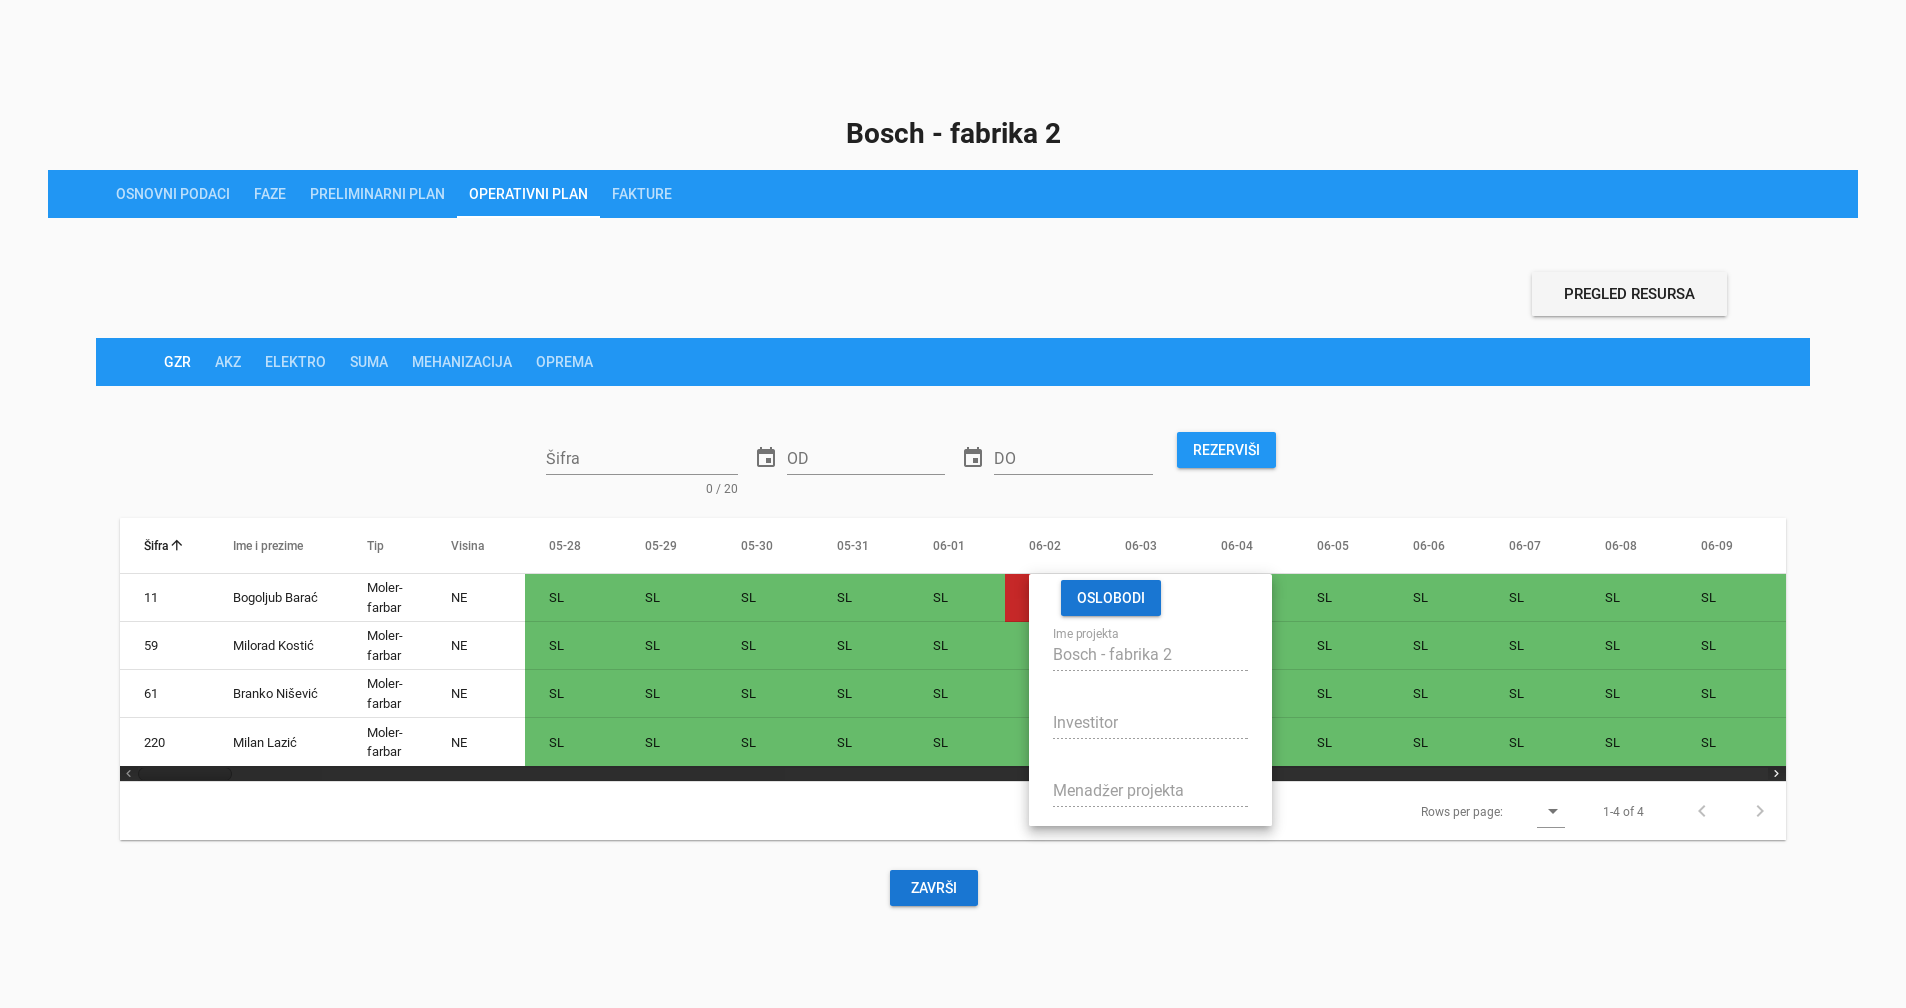 Bosch - fabrika 2
OSNOVNI PODACI FAZE PRELIMINARNI PLAN OPERATIVNI PLAN FAKTURE
PREGLED RESURSA
GZR AKZ ELEKTRO SUMA MEHANIZACIJA OPREMA
Šifra OD DO REZERVIŠI
0 / 20
Šifra Ime i prezime Tip Visina 05-28 05-29 05-30 05-31 06-01 06-02 06-03 06-04 06-05 06-06 06-07 06-08 06-09
11 Bogoljub Barać Moler-farbar NE SL SL SL SL SL SL SL SL SL SL
OSLOBODI
59 Milorad Kostić Moler-farbar NE SL SL SL SL SL SL SL SL SL SL
Ime projekta
Bosch - fabrika 2
61 Branko Nišević Moler-farbar NE SL SL SL SL SL SL SL SL SL SL
Investitor
220 Milan Lazić Moler-farbar NE SL SL SL SL SL SL SL SL SL SL
Menadžer projekta
Rows per page: 1-4 of 4
ZAVRŠI